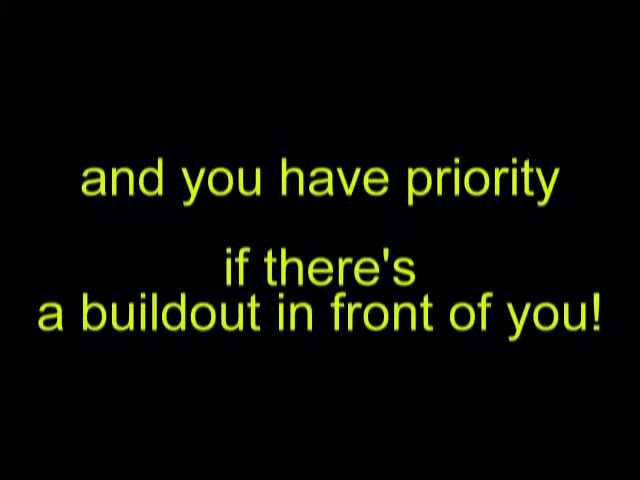 and you have priority
if there's
a buildout in front of you!